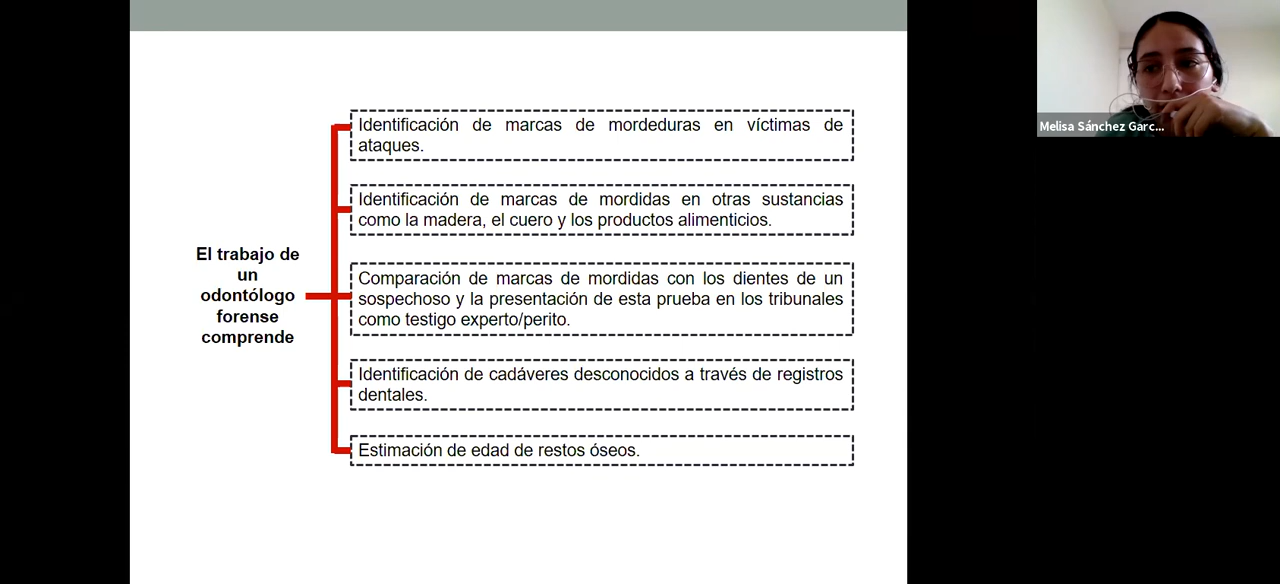 El trabajo de
un
odontólogo
forense
comprende
Identificación de marcas de mordeduras en víctimas de
ataques.
Identificación de marcas de mordidas en otras sustancias
como la madera, el cuero y los productos alimenticios.
Comparación de marcas de mordidas con los dientes de un
sospechoso y la presentación de esta prueba en los tribunales
como testigo experto/perito.
Identificación de cadáveres desconocidos a través de registros
dentales.
Estimación de edad de restos óseos.
Melisa Sánchez Garc...